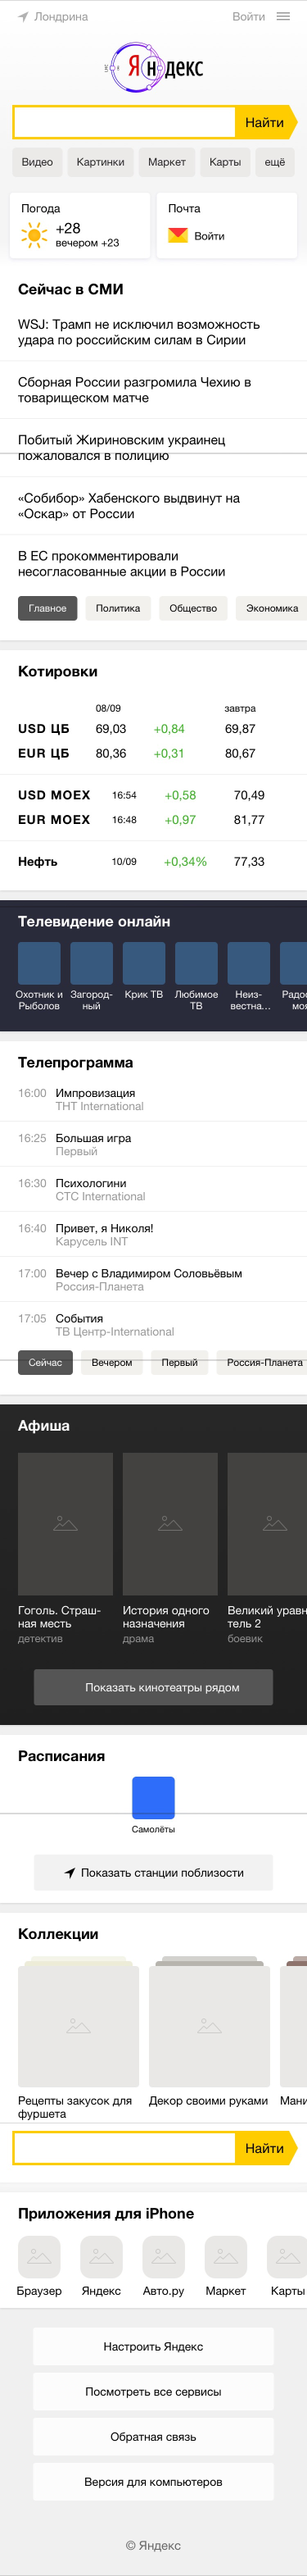 Лондрина Войти
Яндекс
Найти
Видео Картинки Маркет Карты ещё
Погода
+28
вечером +23
Почта
Войти
Сейчас в СМИ
WSJ: Трамп не исключил возможность
удара по российским силам в Сирии
Сборная России разгромила Чехию в
товарищеском матче
Побитый Жириновским украинец
пожаловался в полицию
«Собибор» Хабенского выдвинут на
«Оскар» от России
В ЕС прокомментировали
несогласованные акции в России
Главное Политика Общество Экономика
Котировки
08/09 завтра
USD ЦБ 69,03 +0,84 69,87
EUR ЦБ 80,36 +0,31 80,67
USD MOEX 16:54 +0,58 70,49
EUR MOEX 16:48 +0,97 81,77
Нефть 10/09 +0,34% 77,33
Телевидение онлайн
Охотник и
Рыболов
Загород-
ный
Крик ТВ
Любимое
ТВ
Неиз-
вестна...
Радос
моя
Телепрограмма
16:00 Импровизация
ТНТ International
16:25 Большая игра
Первый
16:30 Психологини
СТС International
16:40 Привет, я Николя!
Карусель INT
17:00 Вечер с Владимиром Соловьёвым
Россия-Планета
17:05 События
ТВ Центр-International
Сейчас Вечером Первый Россия-Планета
Афиша
Гоголь. Страш-
ная месть
детектив
История одного
назначения
драма
Великий уравн
тель 2
боевик
Показать кинотеатры рядом
Расписания
Самолёты
Показать станции поблизости
Коллекции
Рецепты закусок для
фуршета
Декор своими руками
Мани
Найти
Приложения для iPhone
Браузер Яндекс Авто.ру Маркет Карты
Настроить Яндекс
Посмотреть все сервисы
Обратная связь
Версия для компьютеров
© Яндекс